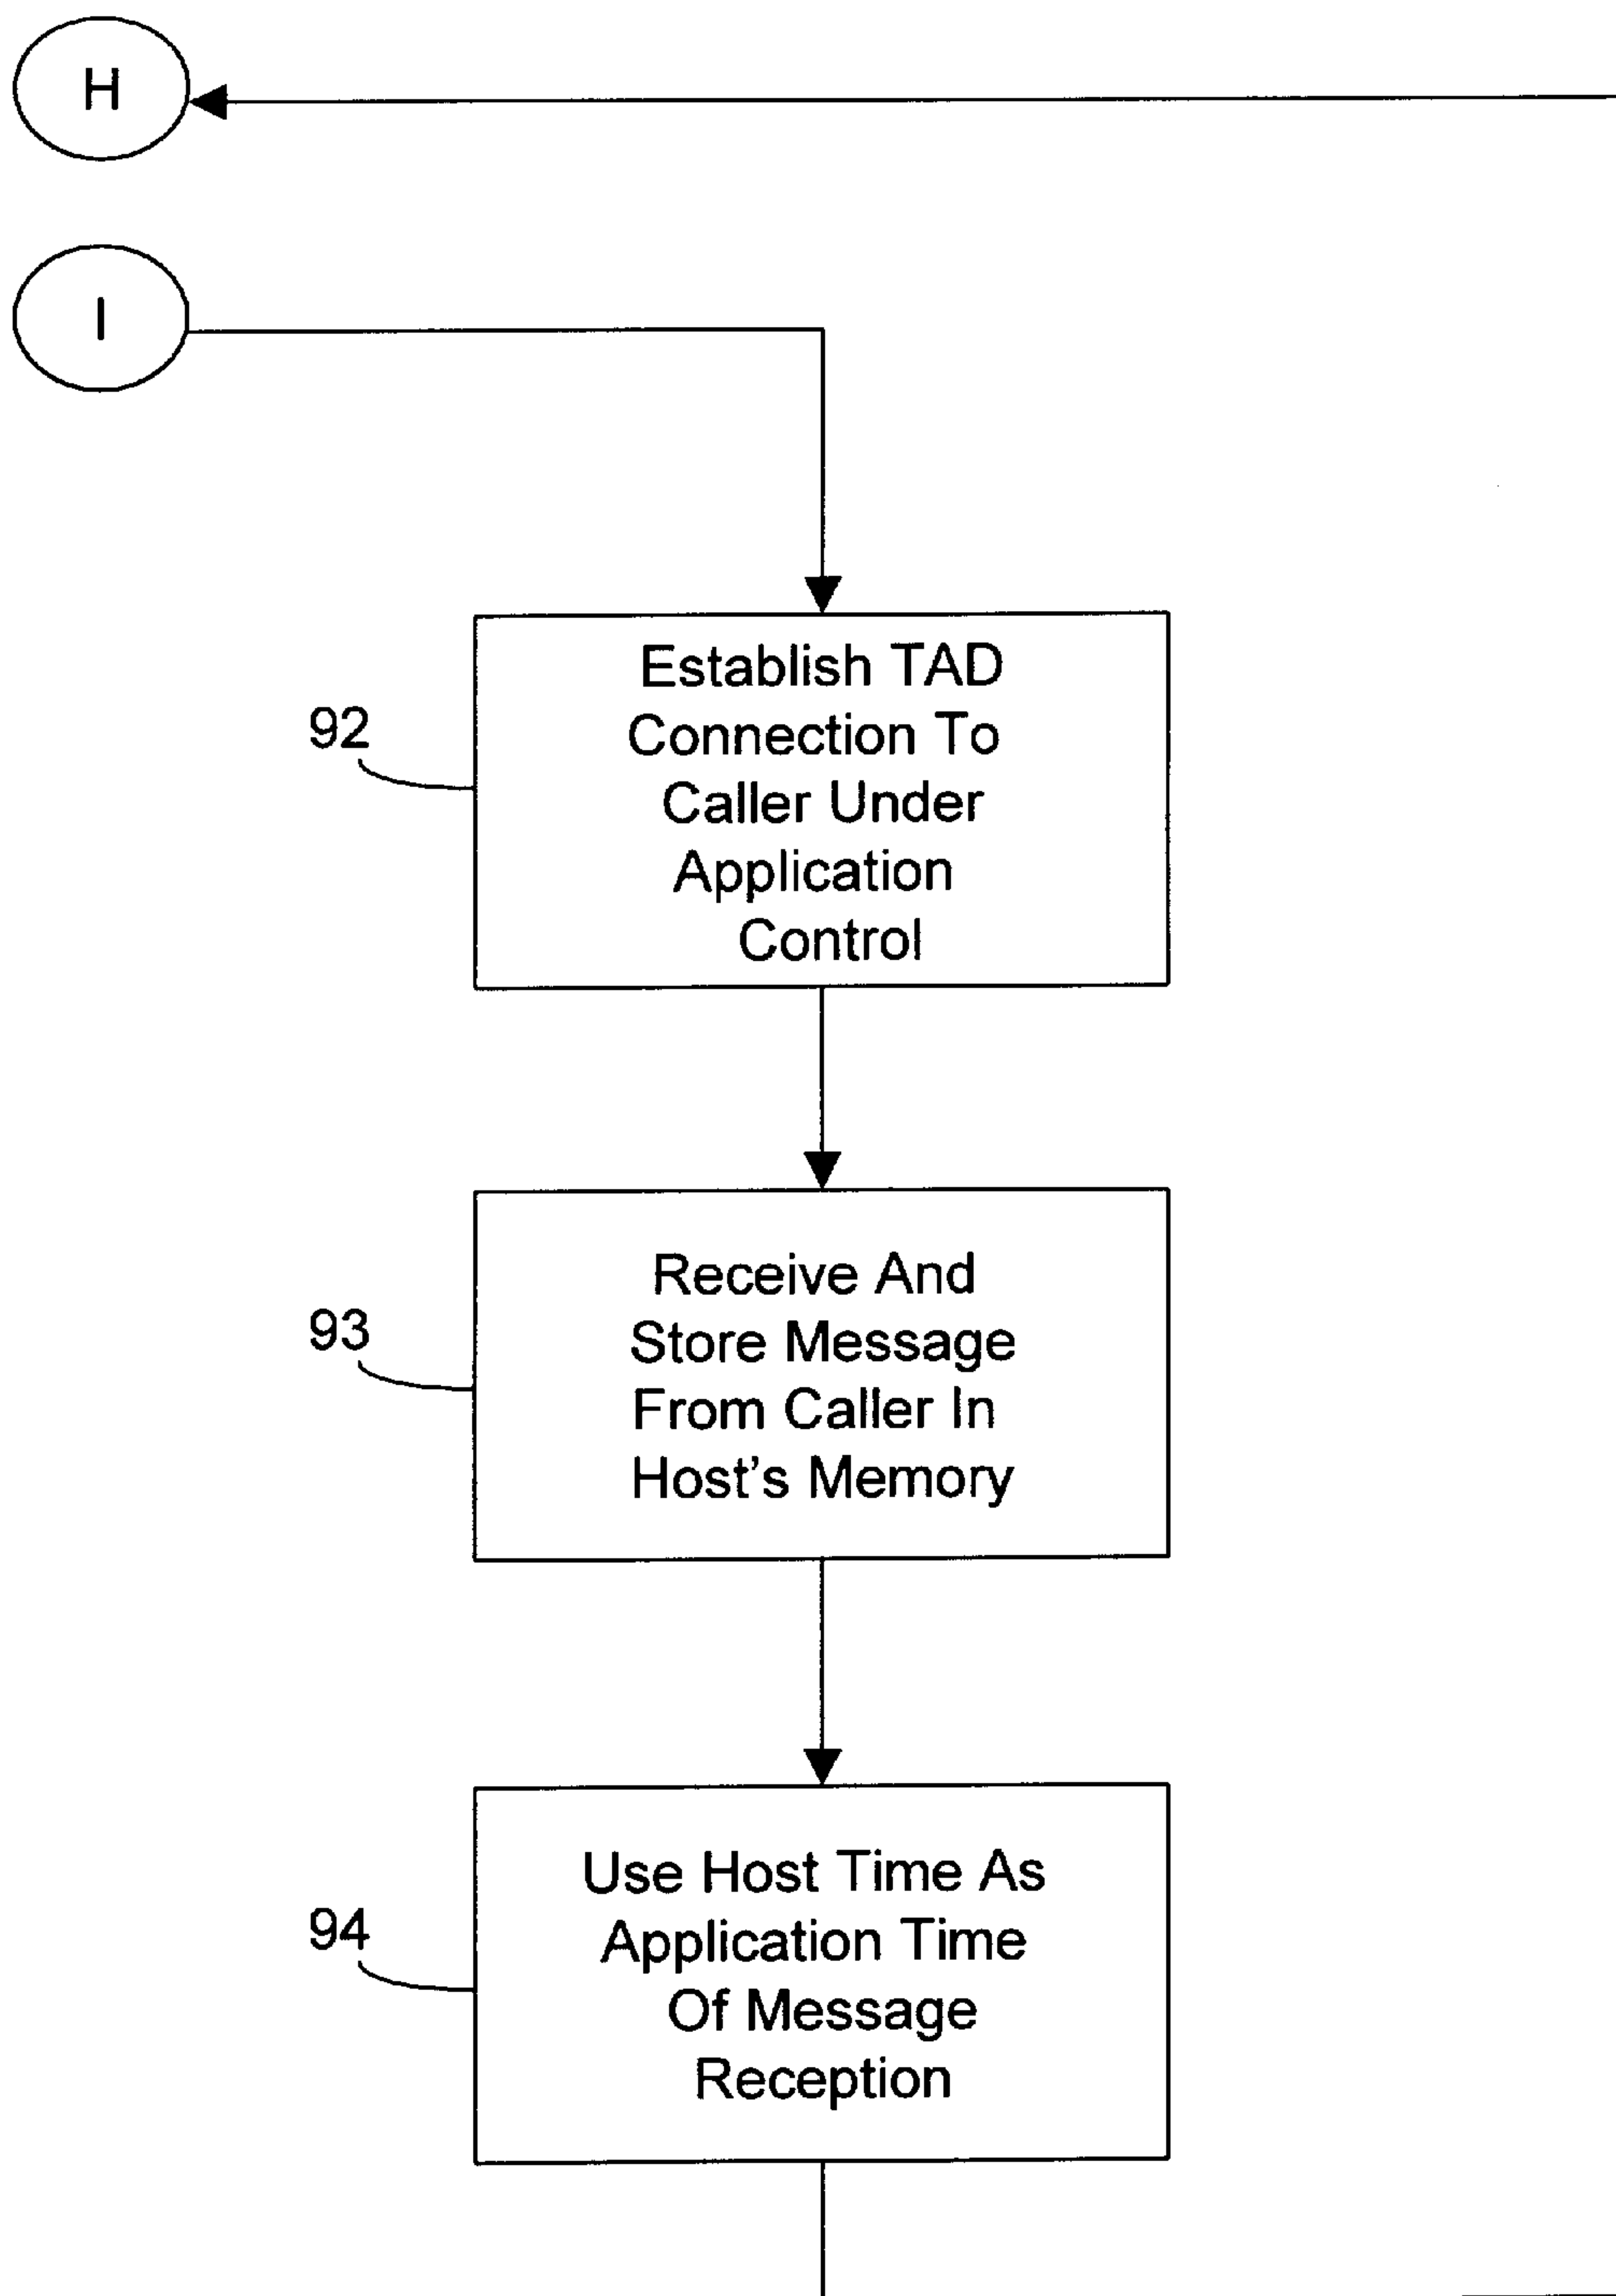 H
I
Establish TAD
Connection To
Caller Under
Application
Control
92
Receive And
Store Message
From Caller In
Host's Memory
93
Use Host Time As
Application Time
Of Message
Reception
94